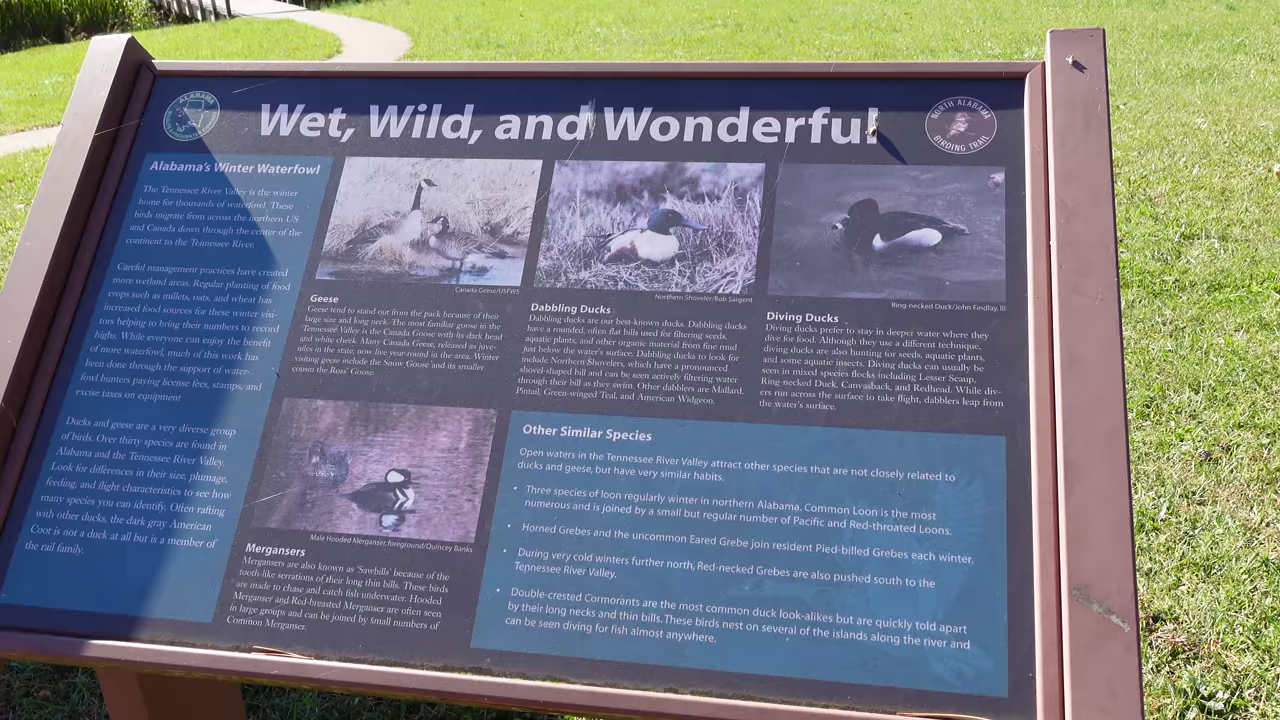 Wet, Wild, and Wonderful
ALABAMA
NORTH ALABAMA
BIRDING TRAIL
Alabama's Winter Waterfowl
The Tennessee River Valley is the winter
home for thousands of waterfowl. These
birds migrate from across the northern US
and Canada down through the center of the
continent to the Tennessee River.
Careful management practices have created
more wetland areas. Regular planting of food
crops such as millets, oats, and wheat has
increased food sources for these winter visi-
tors helping to bring their numbers to record
highs. While everyone can enjoy the benefit
of more waterfowl, much of this work has
been done through the support of water-
fowl hunters paying license fees, stamps, and
excise taxes on equipment
Ducks and geese are a very diverse group
of birds. Over thirty species are found in
Alabama and the Tennessee River Valley.
Look for differences in their size, plumage,
feeding, and flight characteristics to see how
many species you can identify. Often rafting
with other ducks, the dark gray American
Coot is not a duck at all but is a member of
the rail family.
Canada Geese/USFWS
Geese
Geese tend to stand out from the pack because of their
large size and long neck. The most familiar goose in the
Tennessee Valley is the Canada Goose with its dark head
and white cheek. Many Canada Geese, released as juve-
niles in the state, now live year-round in the area. Winter
visiting geese include the Snow Goose and its smaller
cousin the Ross' Goose.
Northern Shoveler/Bob Sargent
Dabbling Ducks
Dabbling ducks are our best-known ducks. Dabbling ducks
have a rounded, often flat bills used for filtering seeds,
aquatic plants, and other organic material from fine mud
just below the water's surface. Dabbling ducks to look for
include Northern Shovelers, which have a pronounced
shovel-shaped bill and can be seen actively filtering water
through their bill as they swim. Other dabblers are Mallard,
Pintail, Green-winged Teal, and American Widgeon.
Ring-necked Duck/John Findlay, III
Diving Ducks
Diving ducks prefer to stay in deeper water where they
dive for food. Although they use a different technique,
diving ducks are also hunting for seeds, aquatic plants,
and some aquatic insects. Diving ducks can usually be
seen in mixed species flocks including Lesser Scaup,
Ring-necked Duck, Canvasback, and Redhead. While div-
ers run across the surface to take flight, dabblers leap from
the water's surface.
Male Hooded Merganser, foreground/Quincey Banks
Mergansers
Mergansers are also known as 'Sawbills' because of the
tooth-like serrations of their long thin bills. These birds
are made to chase and catch fish underwater. Hooded
Merganser and Red-breasted Merganser are often seen
in large groups and can be joined by small numbers of
Common Merganser.
Other Similar Species
Open waters in the Tennessee River Valley attract other species that are not closely related to
ducks and geese, but have very similar habits.
• Three species of loon regularly winter in northern Alabama. Common Loon is the most
numerous and is joined by a small but regular number of Pacific and Red-throated Loons.
• Horned Grebes and the uncommon Eared Grebe join resident Pied-billed Grebes each winter.
• During very cold winters further north, Red-necked Grebes are also pushed south to the
Tennessee River Valley.
• Double-crested Cormorants are the most common duck look-alikes but are quickly told apart
by their long necks and thin bills. These birds nest on several of the islands along the river and
can be seen diving for fish almost anywhere.